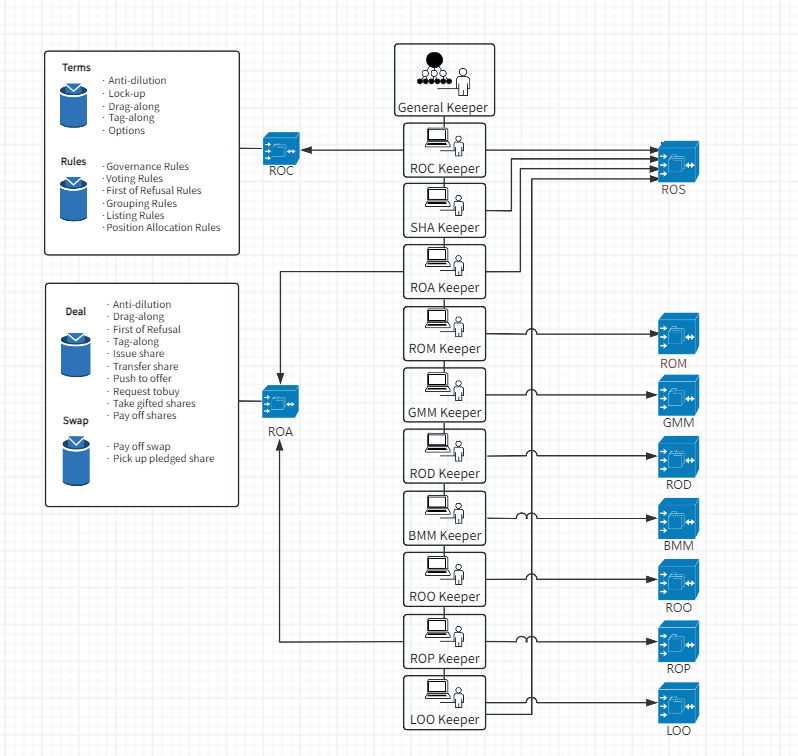 Terms
· Anti-dilution
· Lock-up
· Drag-along
· Tag-along
· Options
Rules
· Governance Rules
· Voting Rules
· First of Refusal Rules
· Grouping Rules
· Listing Rules
· Position Allocation Rules
ROC
Deal
· Anti-dilution
· Drag-along
· First of Refusal
· Tag-along
· Issue share
· Transfer share
· Push to offer
· Request tobuy
· Take gifted shares
· Pay off shares
Swap
· Pay off swap
· Pick up pledged share
ROA
General Keeper
ROC Keeper
SHA Keeper
ROA Keeper
ROM Keeper
GMM Keeper
ROD Keeper
BMM Keeper
ROO Keeper
ROP Keeper
LOO Keeper
ROS
ROM
GMM
ROD
BMM
ROO
ROP
LOO